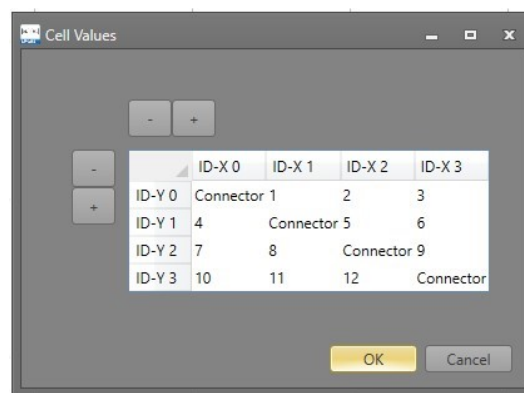 Cell Values
- +
-
+
ID-X 0 ID-X 1 ID-X 2 ID-X 3
ID-Y 0 Connector 1 2 3
ID-Y 1 4 Connector 5 6
ID-Y 2 7 8 Connector 9
ID-Y 3 10 11 12 Connector
OK Cancel